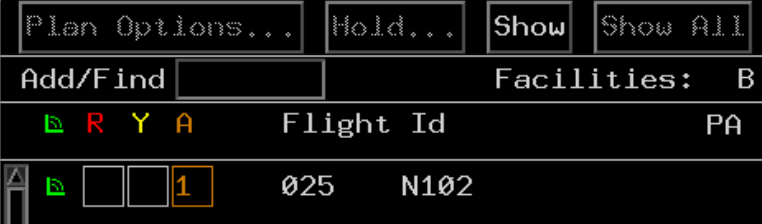 Plan Options... Hold... Show Show All
Add/Find Facilities: B
R Y A Flight Id PA
1 025 N102